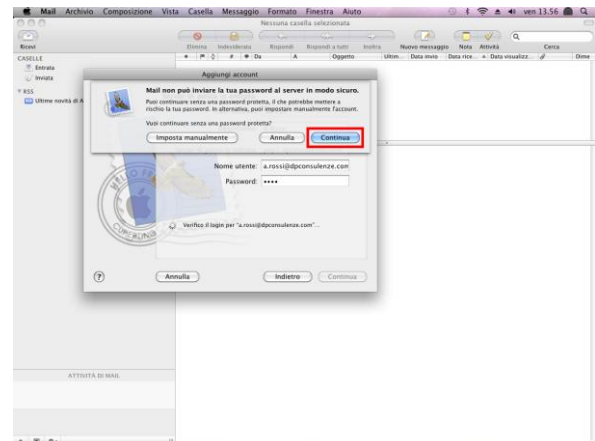 Mail Archivio Composizione Vista Casella Messaggio Formato Finestra Aiuto ven 13.56
Nessuna casella selezionata
Ricevi Elimina Indesiderata Rispondi Rispondi a tutti Inoltra Nuovo messaggio Nota Attività Cerca
Da A Oggetto Ultim... Data invio Data rice... Data visualizz... Dime
CASELLE
Entrata
Inviata
RSS
Ultime novità di A
Aggiungi account
Mail non può inviare la tua password al server in modo sicuro.
Puoi continuare senza una password protetta, il che potrebbe mettere a
rischio la tua password. In alternativa, puoi impostare manualmente l'account.
Vuoi continuare senza una password protetta?
Imposta manualmente Annulla Continua
Nome utente: a.rossi@dpconsulenze.con
Password: ••••
Verifico il login per "a.rossi@dpconsulenze.com"...
? Annulla Indietro Continua
ATTIVITÀ DI MAIL